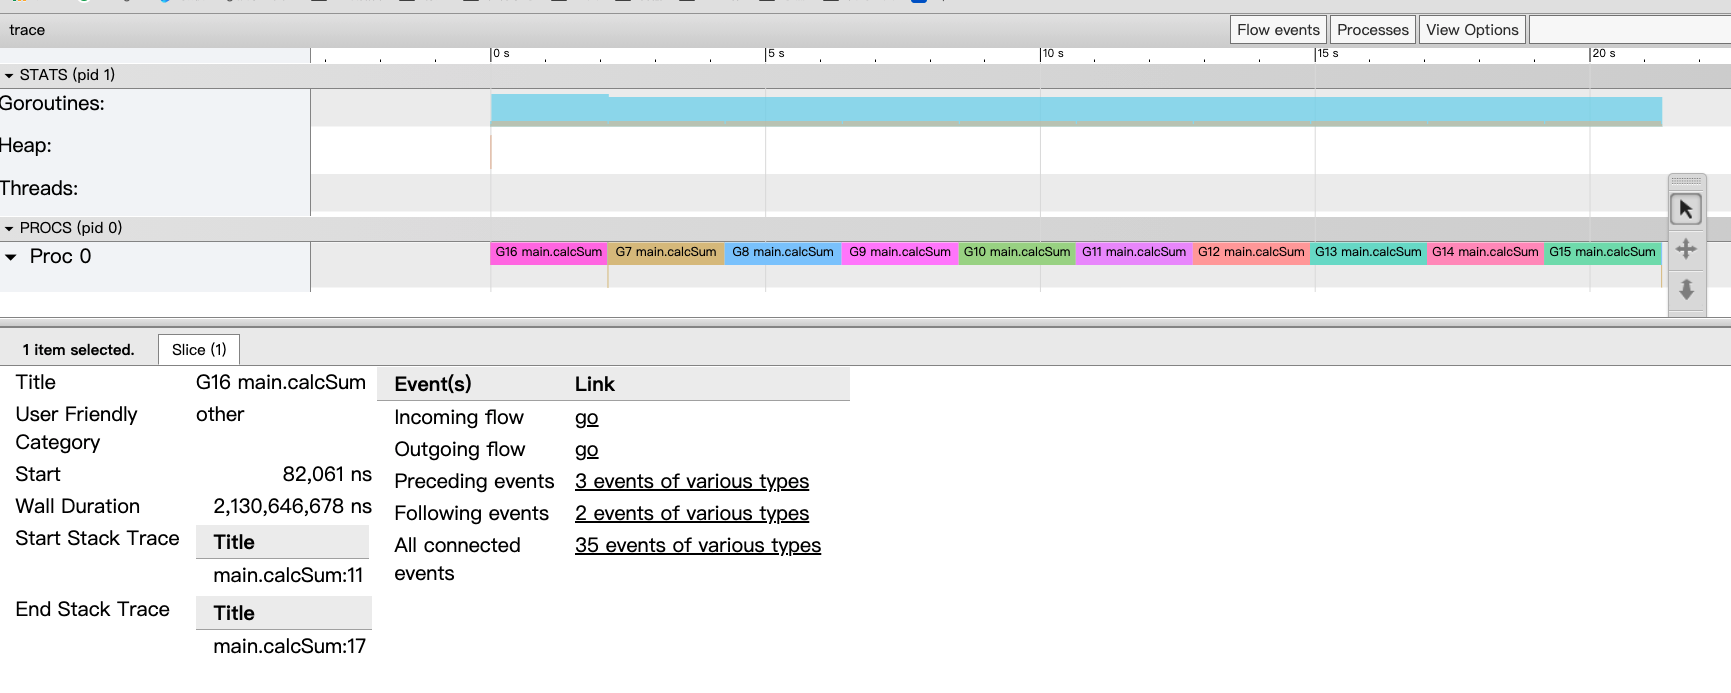 trace
Flow events Processes View Options
0 s 5 s 10 s 15 s 20 s
STATS (pid 1)
Goroutines:
Heap:
Threads:
PROCS (pid 0)
Proc 0
G16 main.calcSum G7 main.calcSum G8 main.calcSum G9 main.calcSum G10 main.calcSum G11 main.calcSum G12 main.calcSum G13 main.calcSum G14 main.calcSum G15 main.calcSum
1 item selected. Slice (1)
Title G16 main.calcSum
User Friendly Category other
Start 82,061 ns
Wall Duration 2,130,646,678 ns
Start Stack Trace Title
main.calcSum:11
End Stack Trace Title
main.calcSum:17
Event(s) Link
Incoming flow go
Outgoing flow go
Preceding events 3 events of various types
Following events 2 events of various types
All connected events 35 events of various types